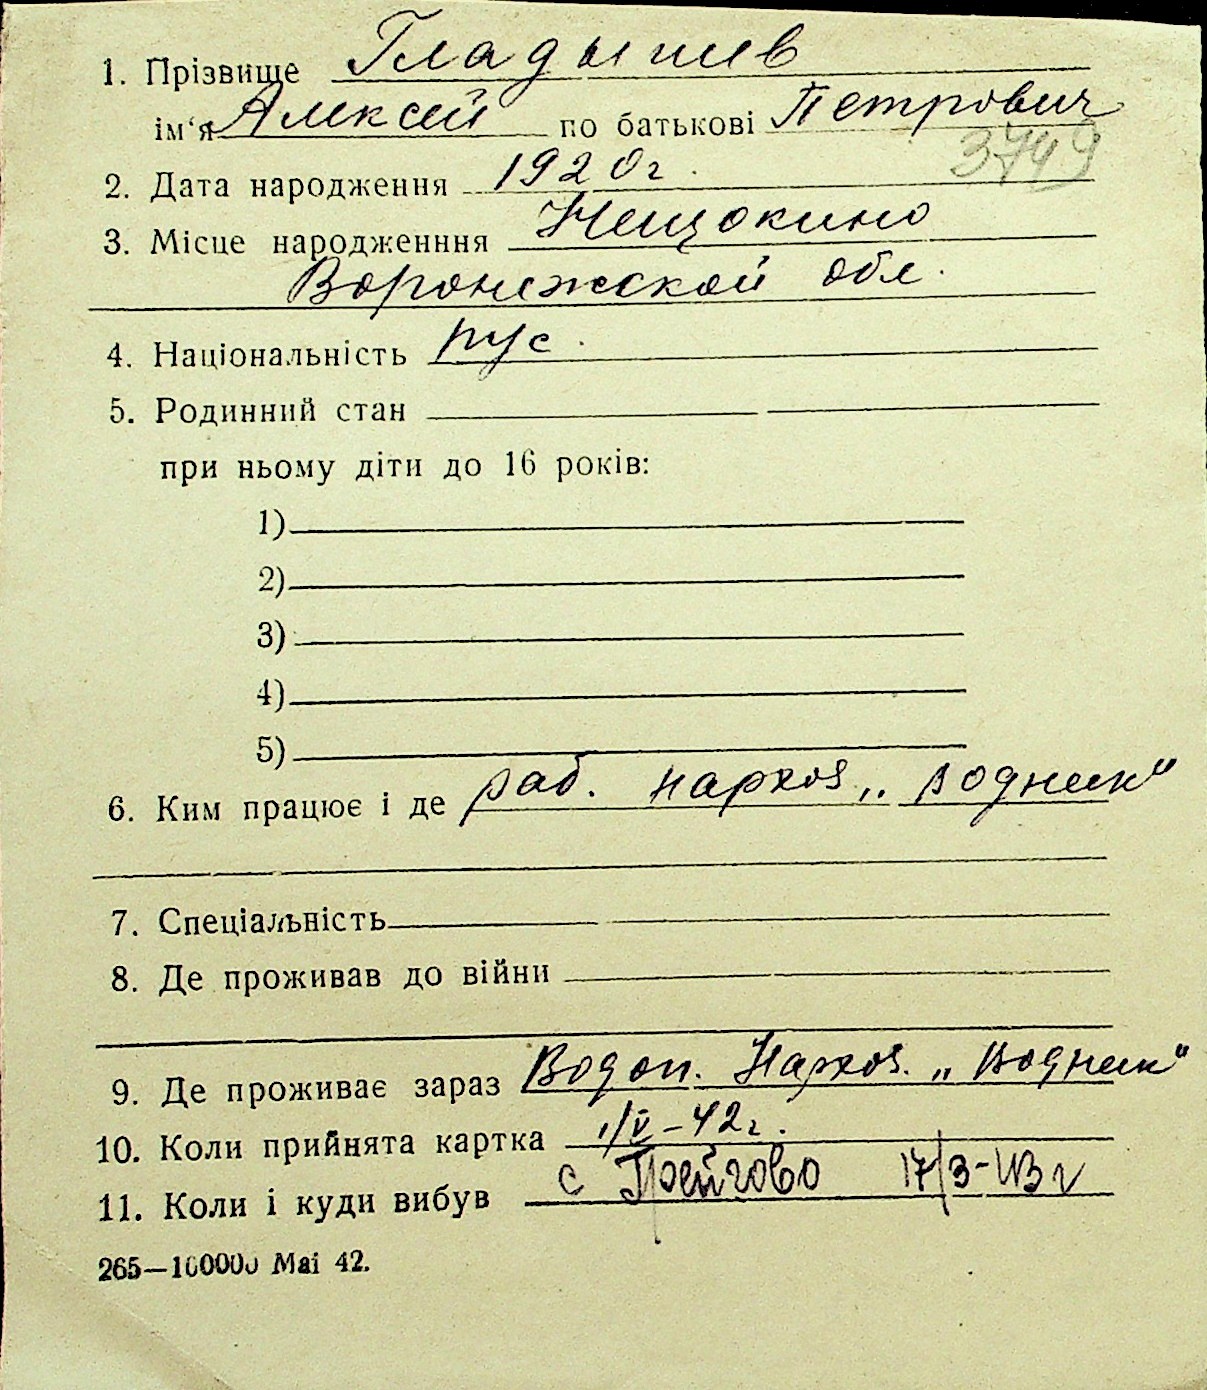 1. Прізвище Гладышев
ім'я Алексей по батькові Петрович
3749
2. Дата народження 1920г.
3. Місце народженння Нещокино
Воронежской обл.
4. Національність рус.
5. Родинний стан
при ньому діти до 16 років:
1)
2)
3)
4)
5)
6. Ким працює і де раб. нархоз „Водник“
7. Спеціальність
8. Де проживав до війни
9. Де проживає зараз Водоп. Нархоз. „Водник“
10. Коли прийнята картка 1/V-42г.
11. Коли і куди вибув с 17/3-43г
265—100000 Mai 42.